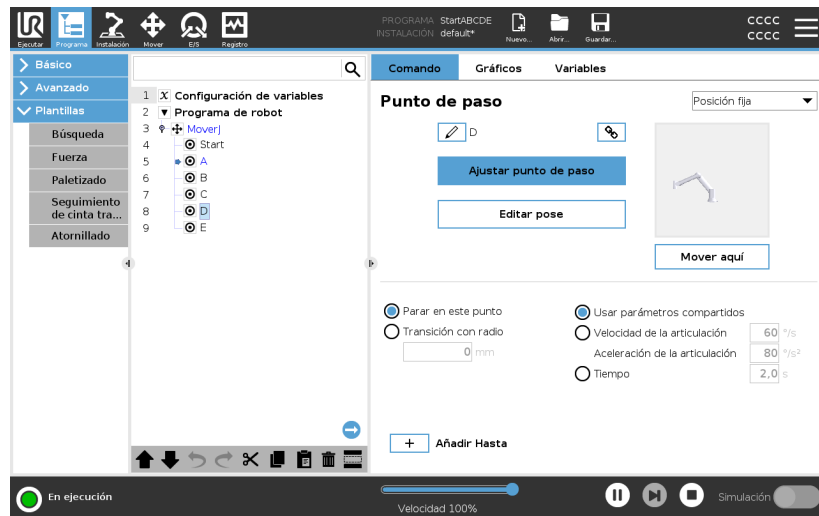 UR
PROGRAMA StartABCDE
INSTALACIÓN default*
Ejecutar Programa Instalación Mover E/S Registro
Nuevo... Abrir... Guardar...
CCCC
CCCC
Básico
Avanzado
Plantillas
Búsqueda
Fuerza
Paletizado
Seguimiento
de cinta tra...
Atornillado
1 X Configuración de variables
2 Programa de robot
3 MoverJ
4 Start
5 A
6 B
7 C
8 D
9 E
Comando Gráficos Variables
Punto de paso
Posición fija
D
Ajustar punto de paso
Editar pose
Mover aquí
Parar en este punto
Transición con radio
0 mm
Usar parámetros compartidos
Velocidad de la articulación 60 °/s
Aceleración de la articulación 80 °/s²
Tiempo 2,0 s
+ Añadir Hasta
En ejecución
Velocidad 100%
Simulación